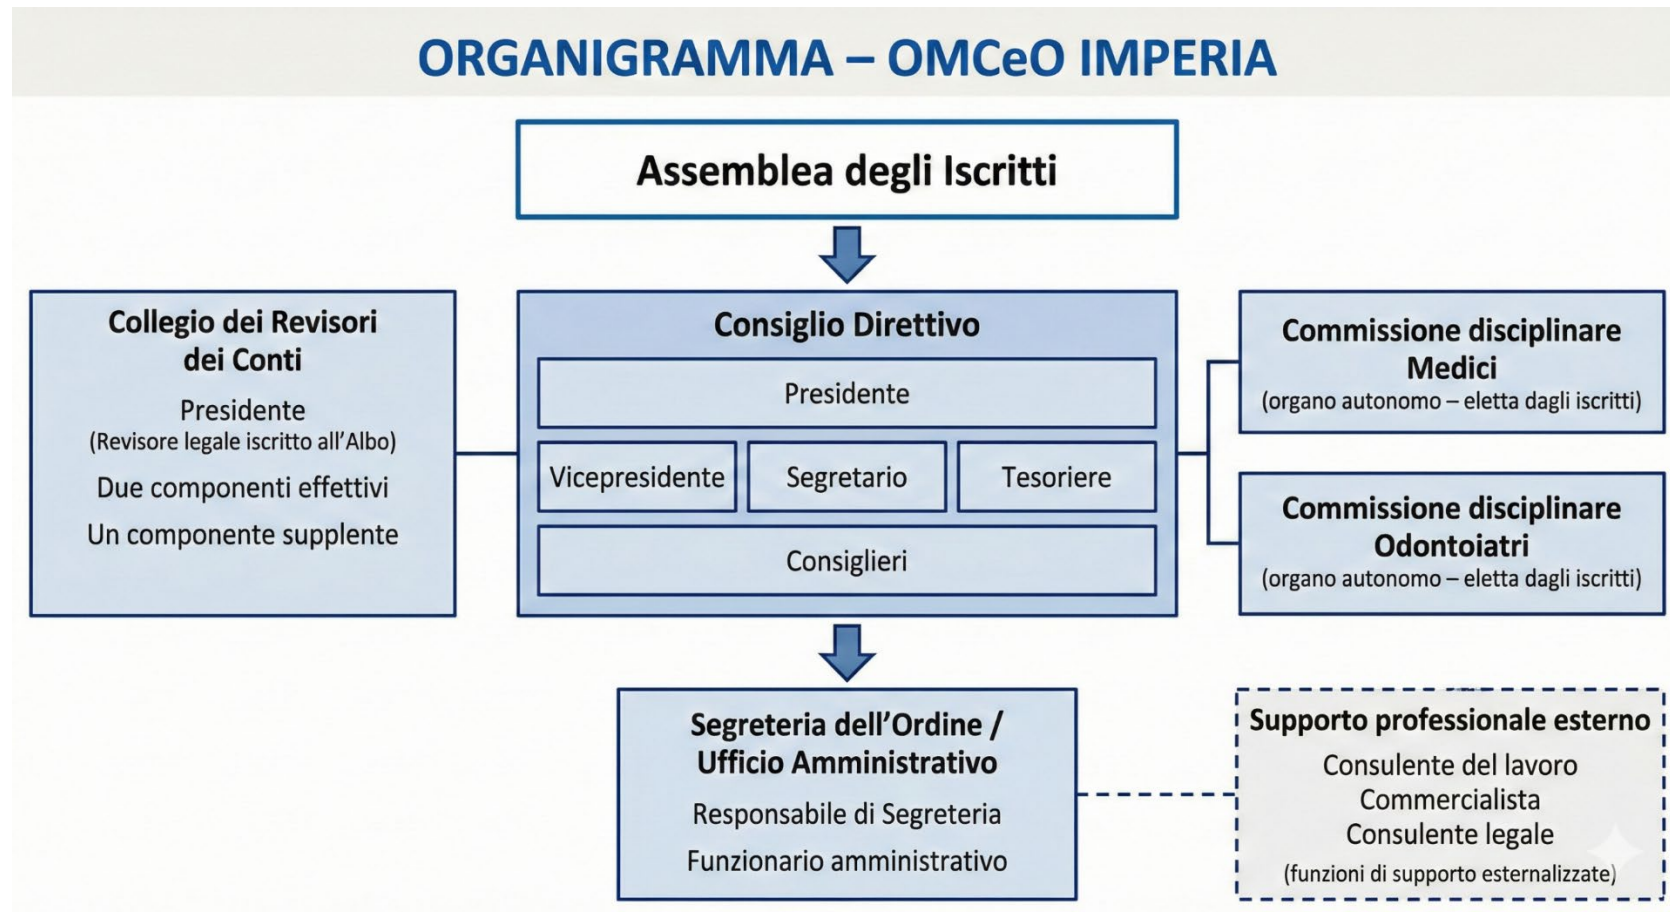 ORGANIGRAMMA – OMCeO IMPERIA
Assemblea degli Iscritti
Collegio dei Revisori
dei Conti
Presidente
(Revisore legale iscritto all'Albo)
Due componenti effettivi
Un componente supplente
Consiglio Direttivo
Presidente
Vicepresidente
Segretario
Tesoriere
Consiglieri
Commissione disciplinare
Medici
(organo autonomo – eletta dagli iscritti)
Commissione disciplinare
Odontoiatri
(organo autonomo – eletta dagli iscritti)
Segreteria dell'Ordine /
Ufficio Amministrativo
Responsabile di Segreteria
Funzionario amministrativo
Supporto professionale esterno
Consulente del lavoro
Commercialista
Consulente legale
(funzioni di supporto esternalizzate)